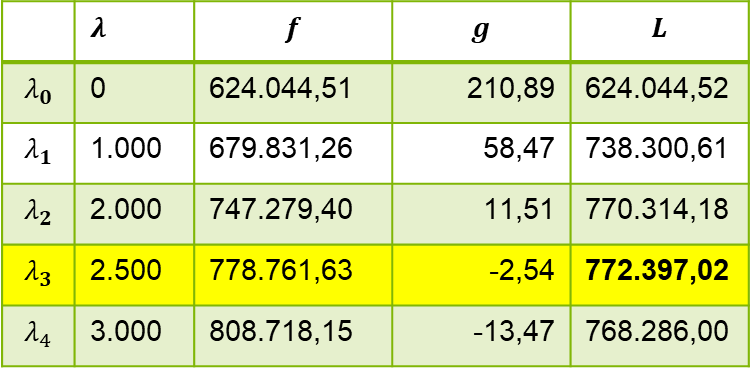 λ f g L
λ₀ 0 624.044,51 210,89 624.044,52
λ₁ 1.000 679.831,26 58,47 738.300,61
λ₂ 2.000 747.279,40 11,51 770.314,18
λ₃ 2.500 778.761,63 -2,54 772.397,02
λ₄ 3.000 808.718,15 -13,47 768.286,00